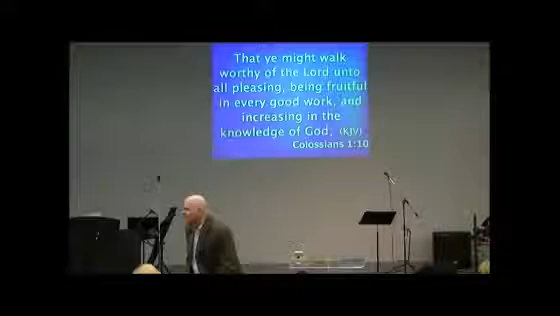 That ye might walk
worthy of the Lord unto
all pleasing, being fruitful
in every good work, and
increasing in the
knowledge of God, (KJV)
Colossians 1:10